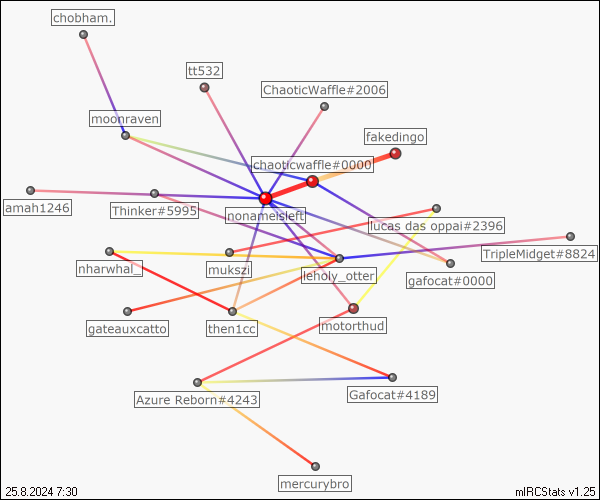 chobham.
tt532
ChaoticWaffle#2006
moonraven
fakedingo
chaoticwaffle#0000
amah1246
Thinker#5995
nonameisleft
lucas das oppai#2396
TripleMidget#8824
nharwhal_
mukszi
leholy_otter
gafocat#0000
gateauxcatto
then1cc
motorthud
Azure Reborn#4243
Gafocat#4189
mercurybro
25.8.2024 7:30
mIRCStats v1.25